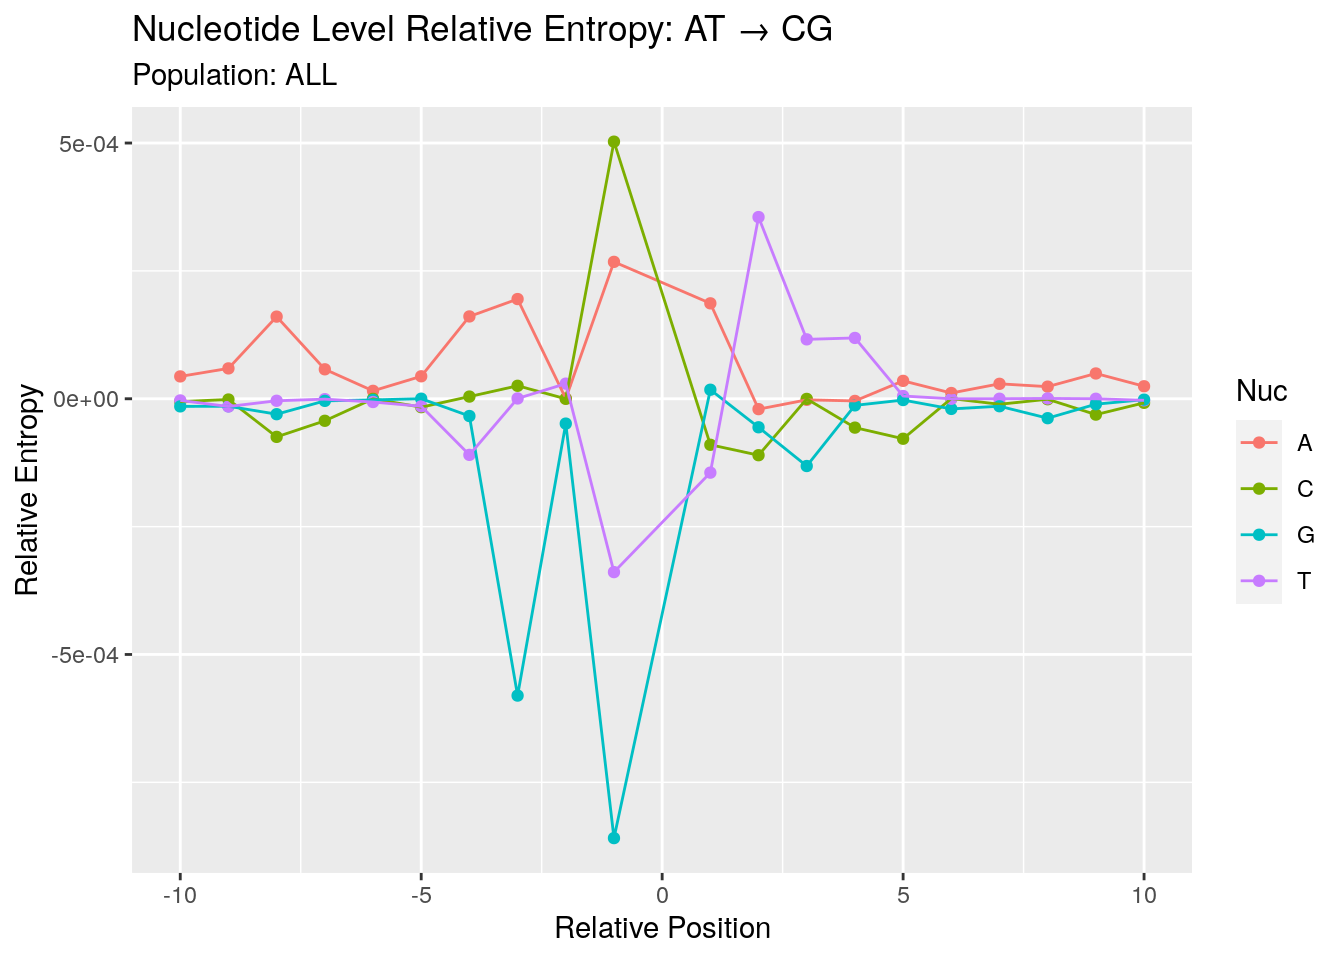 Nucleotide Level Relative Entropy: AT → CG
Population: ALL
5e-04
0e+00
-5e-04
Relative Entropy
-10
-5
0
5
10
Relative Position
Nuc
A
C
G
T